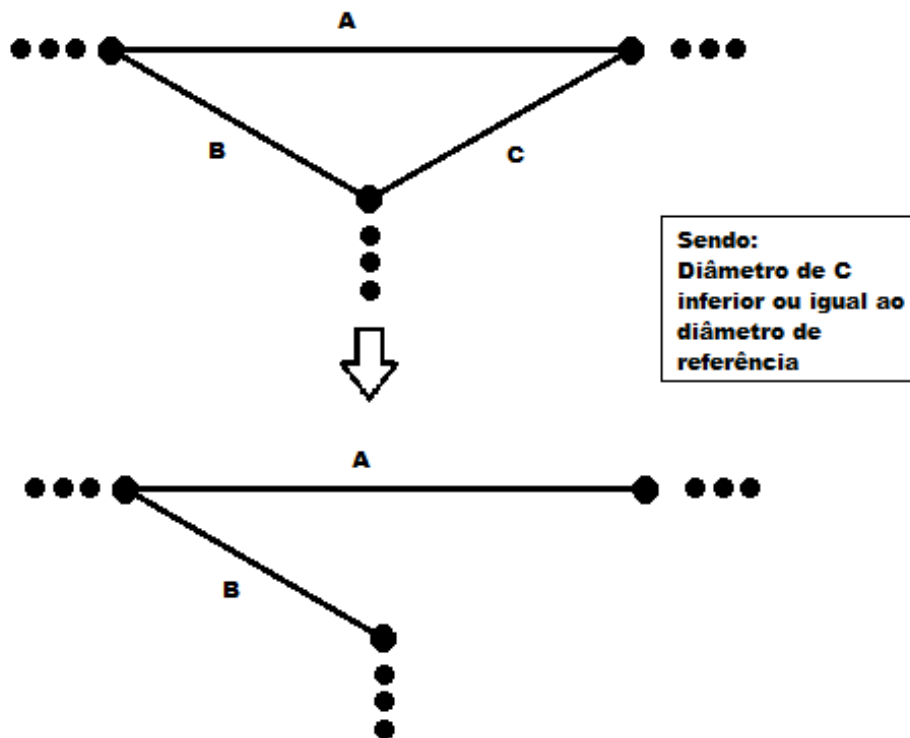 A
B
C
Sendo:
Diâmetro de C
inferior ou igual ao
diâmetro de
referência
A
B